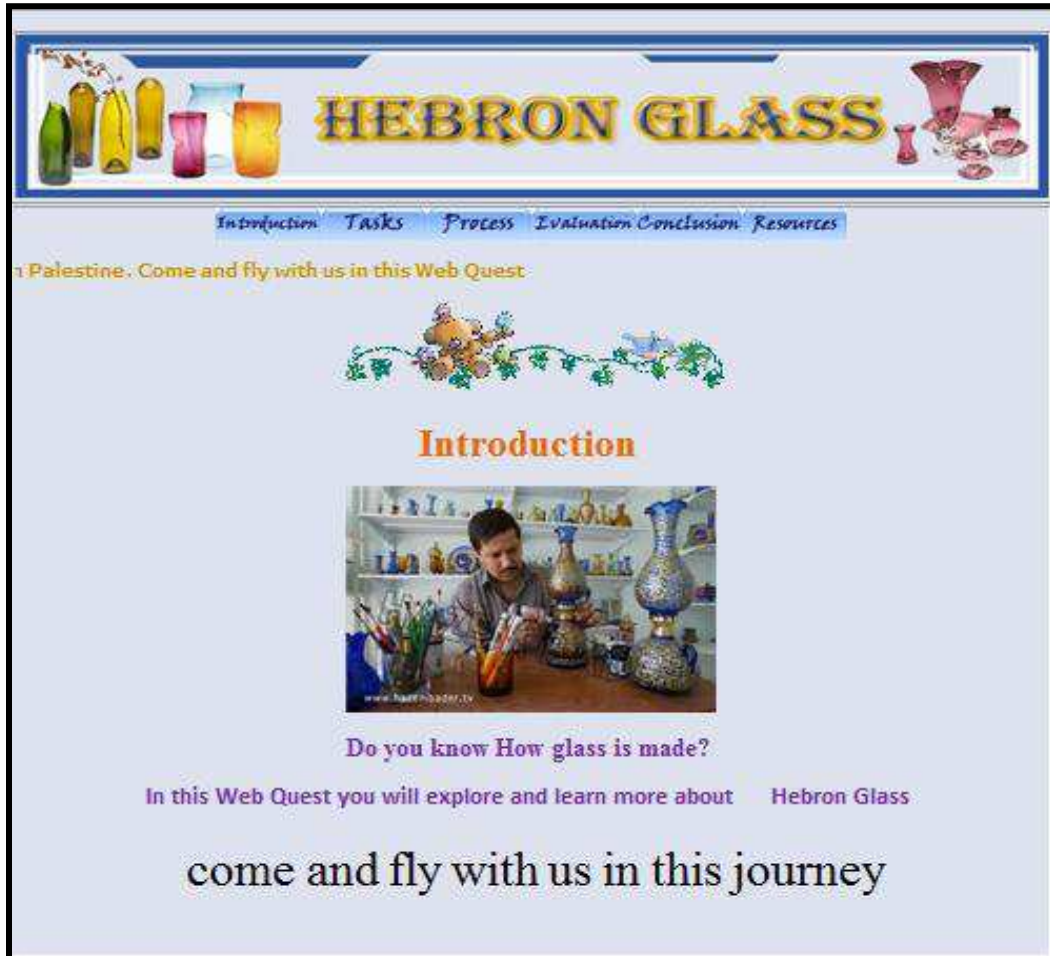 HEBRON GLASS
Introduction Tasks Process Evaluation Conclusion Resources
Palestine. Come and fly with us in this Web Quest
Introduction
Do you know How glass is made?
In this Web Quest you will explore and learn more about Hebron Glass
come and fly with us in this journey